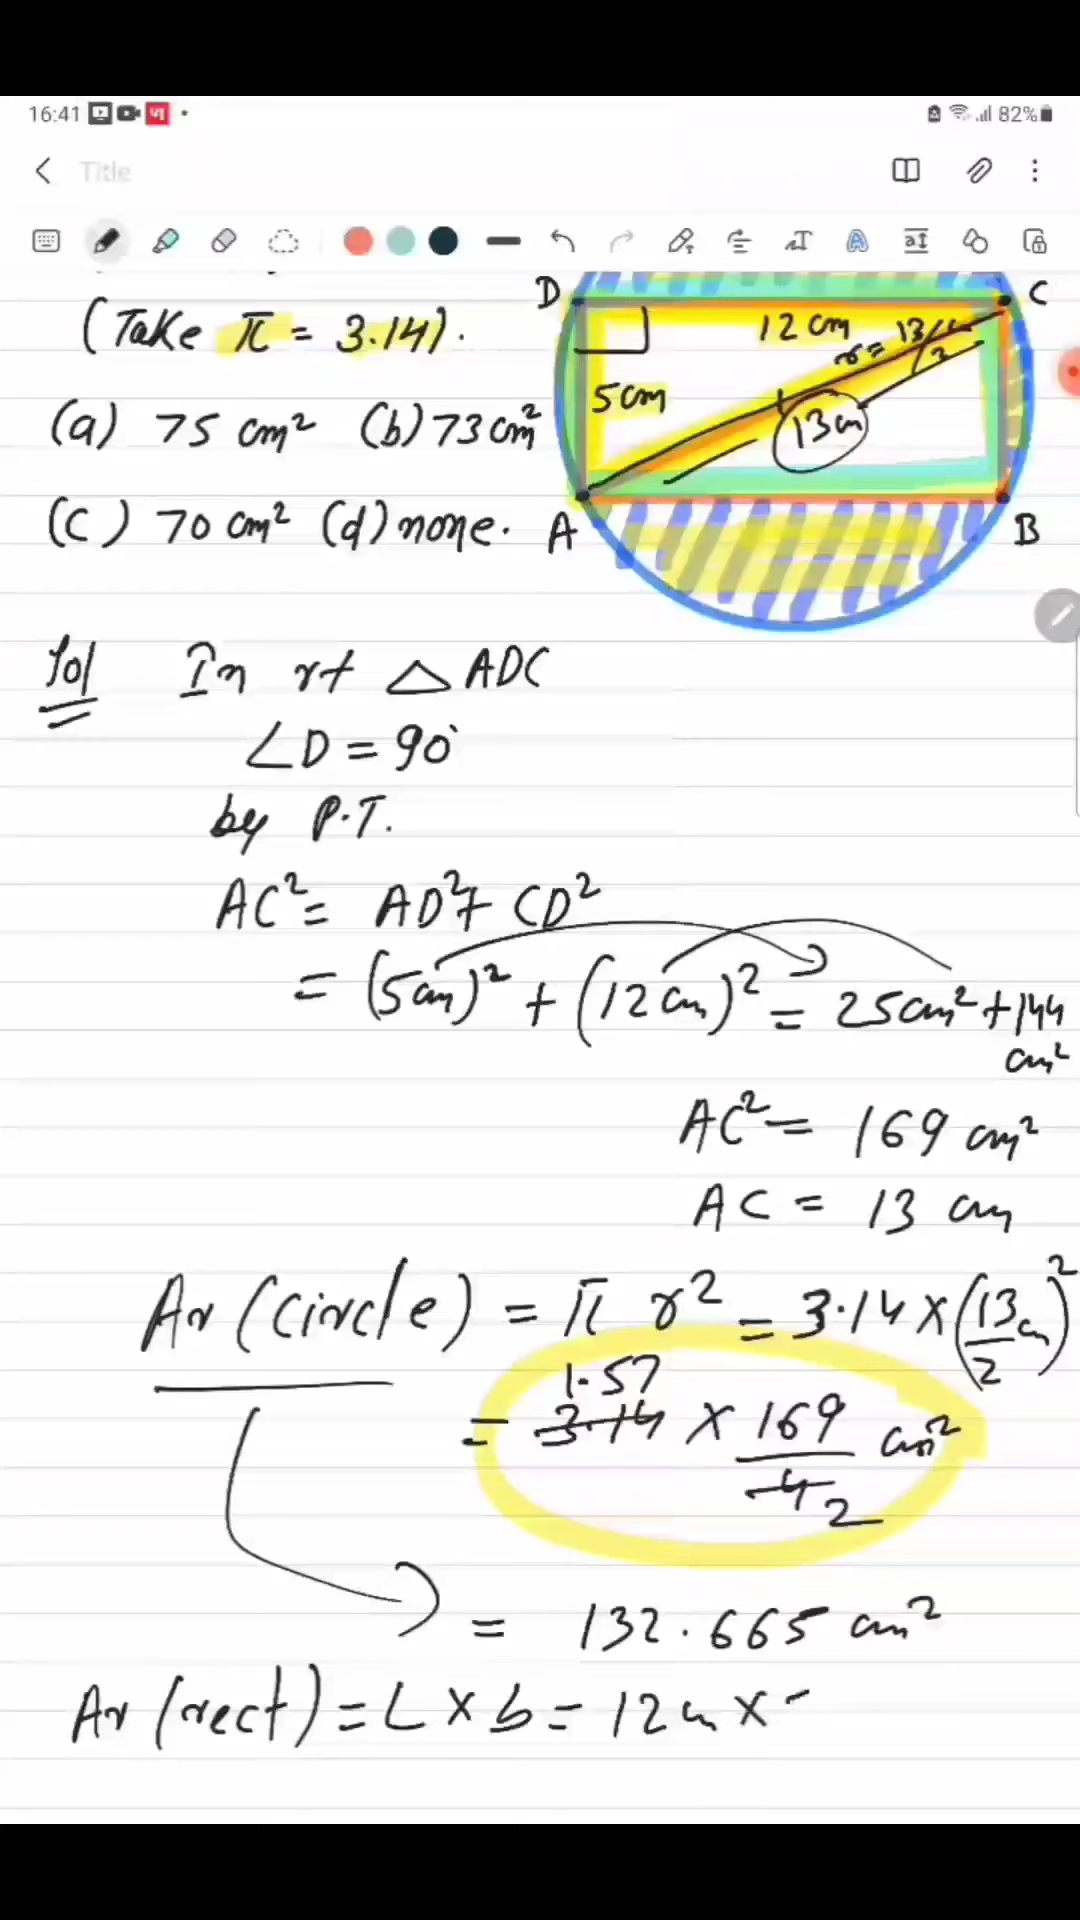 16:41 82%
Title
(Take π = 3.14).
(a) 75 cm² (b) 73 cm²
(c) 70 cm² (d) none.
D C
12 cm
r = 13/2
5cm
13cm
A B
Sol In rt △ ADC
∠D = 90°
by P.T.
AC² = AD² + CD²
= (5cm)² + (12cm)² = 25cm² + 144 cm²
AC² = 169 cm²
AC = 13 cm
Ar (circle) = π r² = 3.14 × (13/2 cm)²
1.57
= 3.14 × 169/4 cm²
2
= 132.665 cm²
Ar (rect) = L × b = 12cm ×